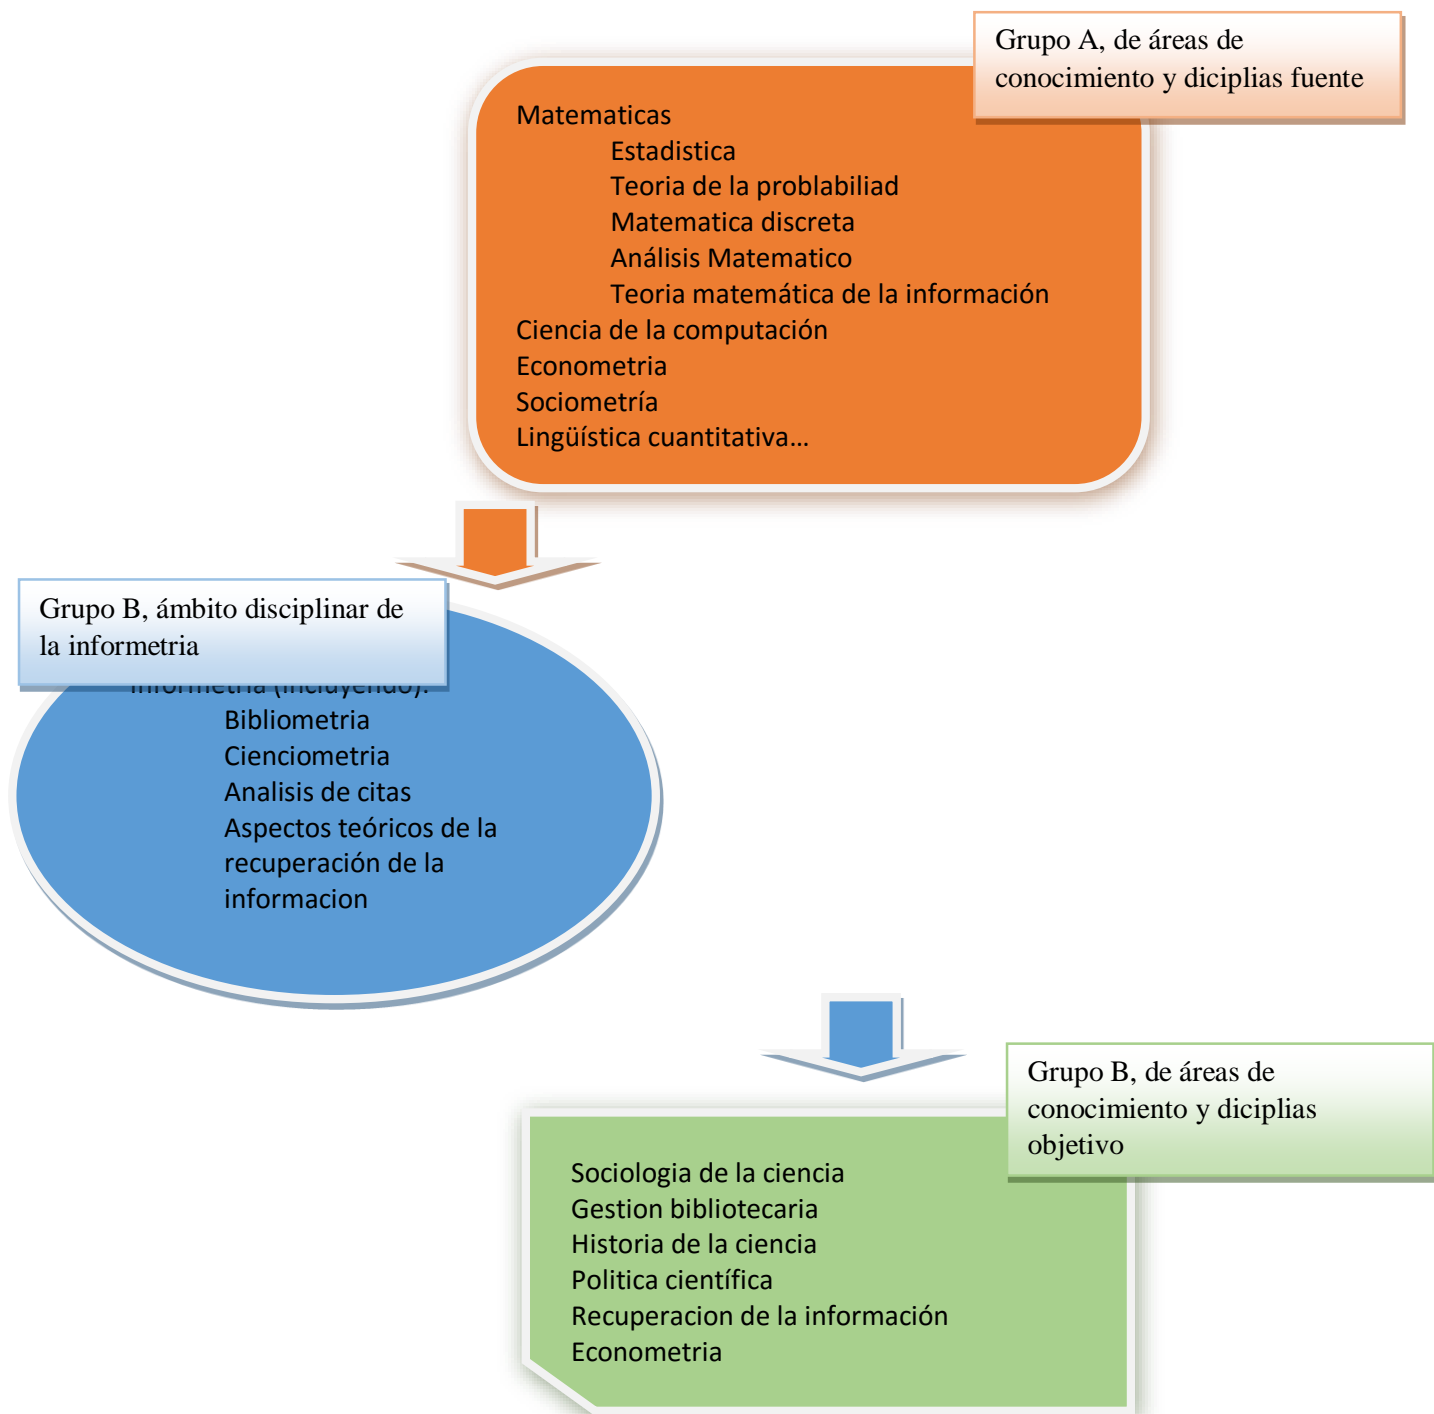 Grupo A, de áreas de
conocimiento y diciplias fuente
Matematicas
Estadistica
Teoria de la problabiliad
Matematica discreta
Análisis Matematico
Teoria matemática de la información
Ciencia de la computación
Econometria
Sociometría
Lingüística cuantitativa...
Grupo B, ámbito disciplinar de
la informetria
(incluyendo):
Bibliometria
Cienciometria
Analisis de citas
Aspectos teóricos de la
recuperación de la
informacion
Grupo B, de áreas de
conocimiento y diciplias
objetivo
Sociologia de la ciencia
Gestion bibliotecaria
Historia de la ciencia
Politica científica
Recuperacion de la información
Econometria